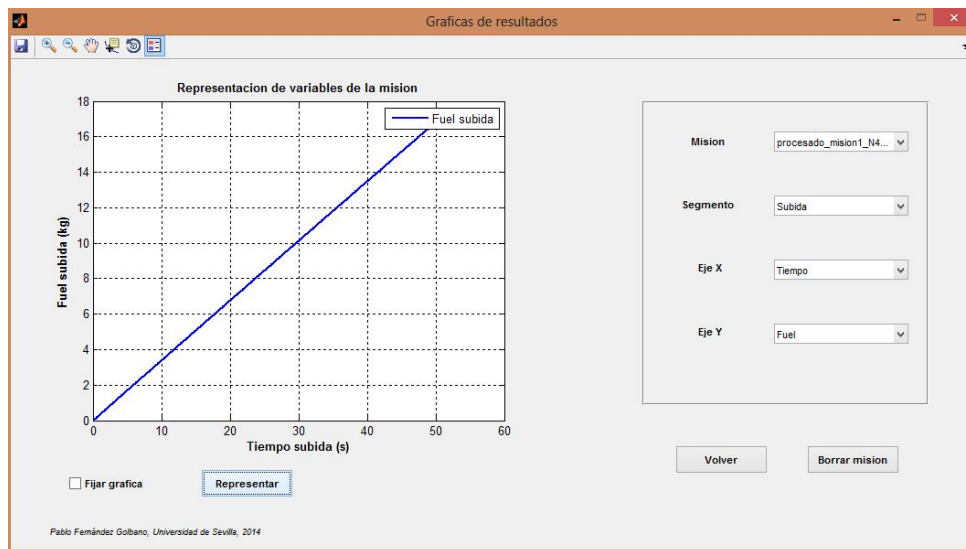 Graficas de resultados
Representacion de variables de la mision
18
16
14
12
10
8
6
4
2
0
Fuel subida (kg)
Fuel subida
0 10 20 30 40 50 60
Tiempo subida (s)
Mision procesado_mision1_N4...
Segmento Subida
Eje X Tiempo
Eje Y Fuel
Volver Borrar mision
Fijar grafica Representar
Pablo Fernández Golbano, Universidad de Sevilla, 2014